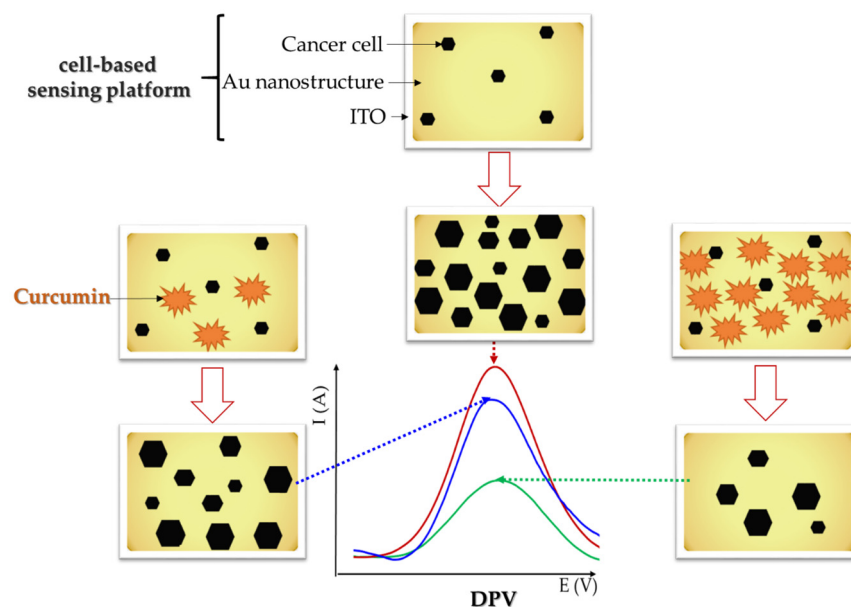 cell-based
sensing platform
Cancer cell
Au nanostructure
ITO
Curcumin
I (A)
E (V)
DPV